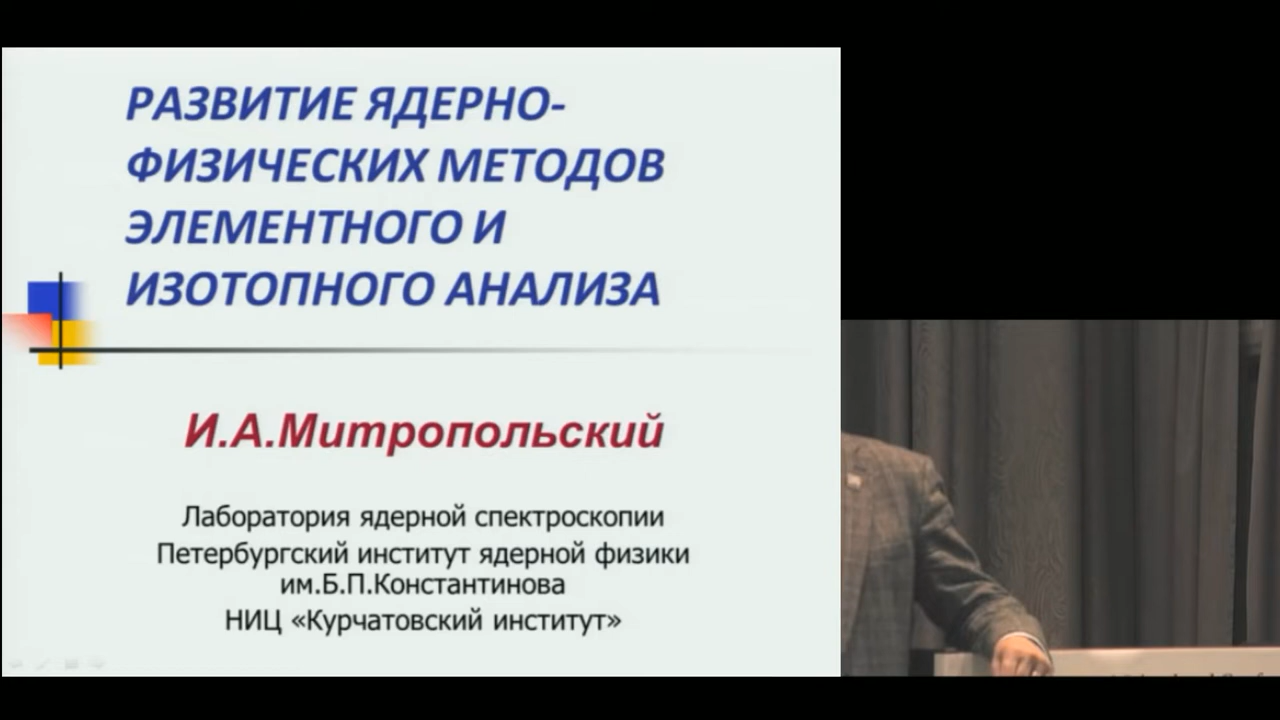 РАЗВИТИЕ ЯДЕРНО-
ФИЗИЧЕСКИХ МЕТОДОВ
ЭЛЕМЕНТНОГО И
ИЗОТОПНОГО АНАЛИЗА
И.А.Митропольский
Лаборатория ядерной спектроскопии
Петербургский институт ядерной физики
им.Б.П.Константинова
НИЦ «Курчатовский институт»